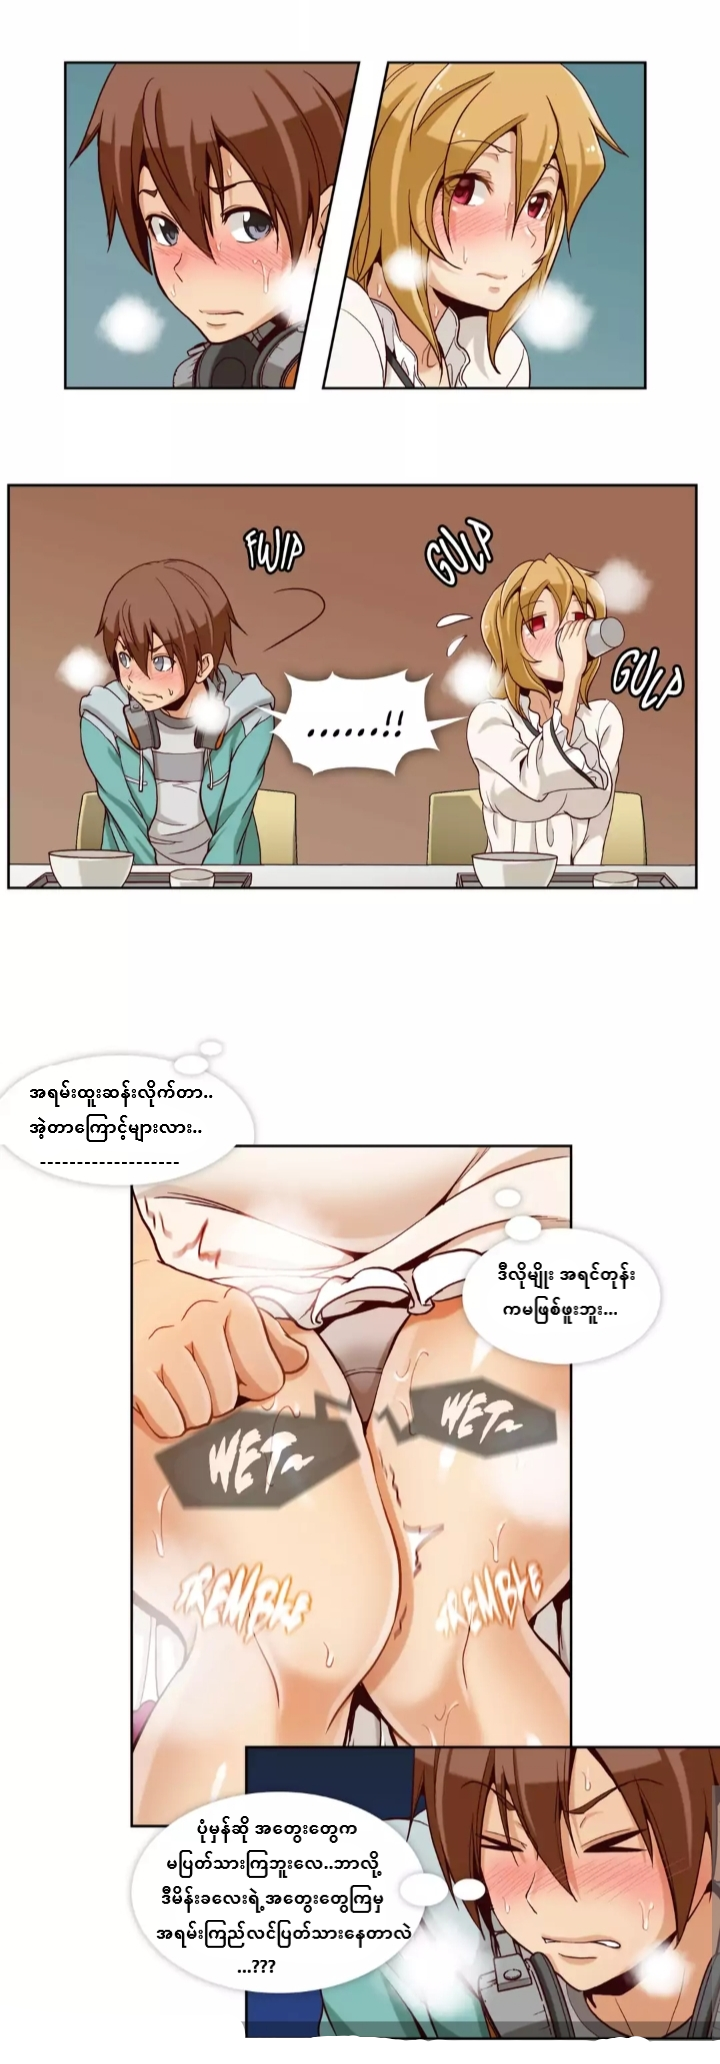 FWIP
GULP
GULP
......!!
အရမ်းထူးဆန်းလိုက်တာ..
အဲ့တာကြောင့်များလား..
-------------------
ဒီလိုမျိုး အရင်တုန်း
ကမဖြစ်ဖူးဘူး...
WET~
WET~
TREMBLE
TREMBLE
ပုံမှန်ဆို အတွေးတွေက
မပြတ်သားကြဘူးလေ..ဘာလို့
ဒီမိန်းခလေးရဲ့အတွေးတွေကြမှ
အရမ်းကြည်လင်ပြတ်သားနေတာလဲ
...???